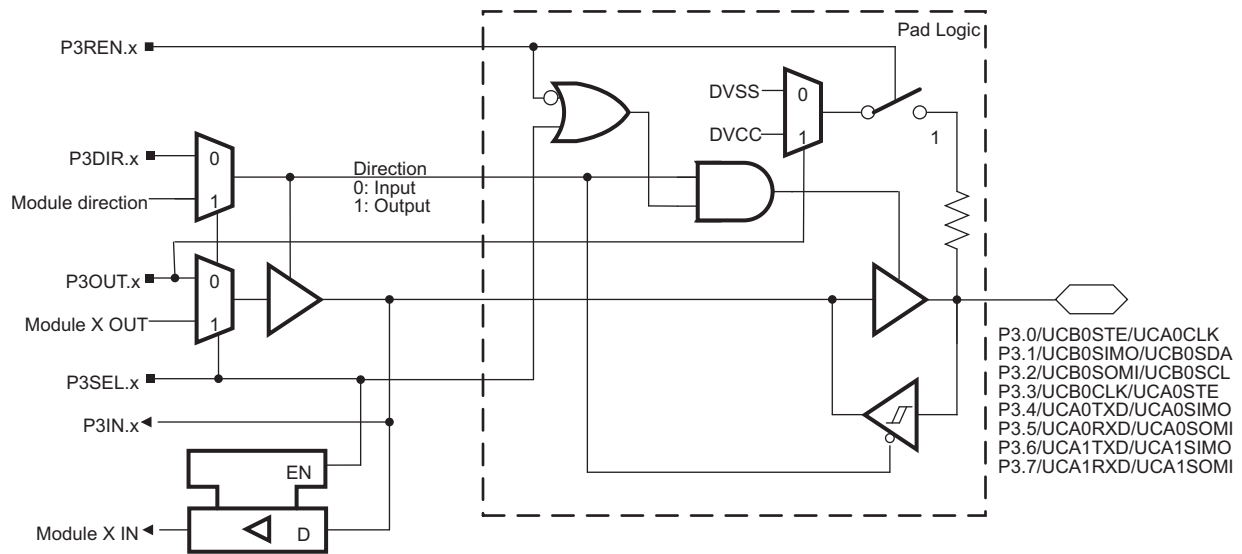 Pad Logic
P3REN.x
DVSS
0
DVCC
1
1
P3DIR.x
0
Module direction
1
Direction
0: Input
1: Output
P3OUT.x
0
Module X OUT
1
P3SEL.x
P3IN.x
EN
Module X IN
D
P3.0/UCB0STE/UCA0CLK
P3.1/UCB0SIMO/UCB0SDA
P3.2/UCB0SOMI/UCB0SCL
P3.3/UCB0CLK/UCA0STE
P3.4/UCA0TXD/UCA0SIMO
P3.5/UCA0RXD/UCA0SOMI
P3.6/UCA1TXD/UCA1SIMO
P3.7/UCA1RXD/UCA1SOMI